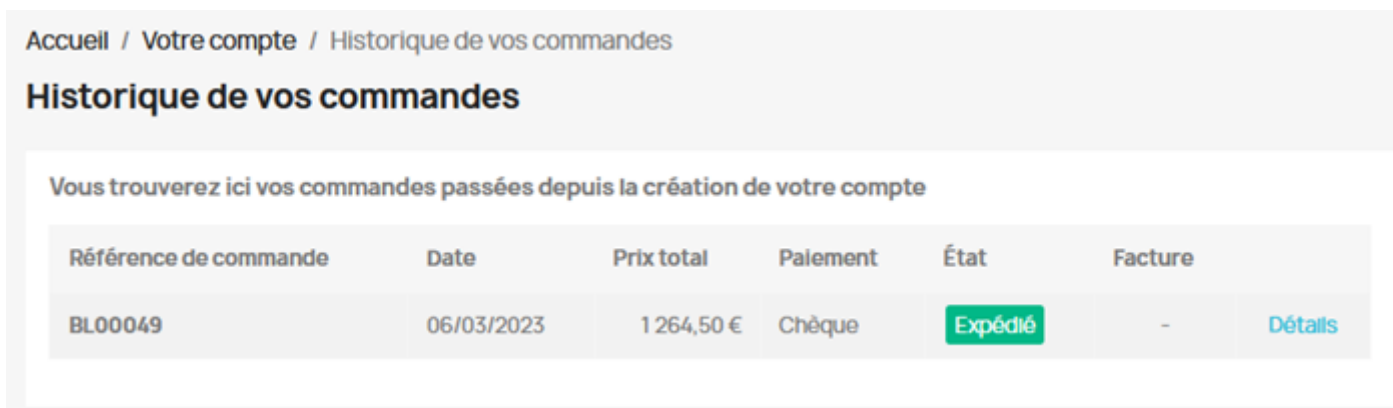 Accueil / Votre compte / Historique de vos commandes
Historique de vos commandes
Vous trouverez ici vos commandes passées depuis la création de votre compte
Référence de commande Date Prix total Paiement État Facture
BL00049 06/03/2023 1 264,50 € Chèque Expédié - Détails